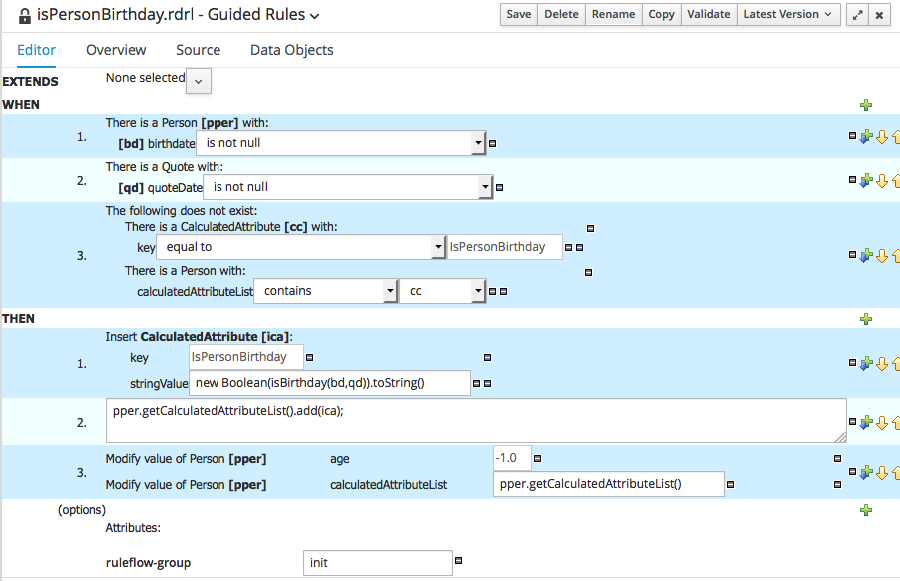 isPersonBirthday.rdrl - Guided Rules
Save Delete Rename Copy Validate Latest Version
Editor Overview Source Data Objects
EXTENDS None selected
WHEN
There is a Person [pper] with:
1.
[bd] birthdate is not null
There is a Quote with:
2.
[qd] quoteDate is not null
The following does not exist:
There is a CalculatedAttribute [cc] with:
key equal to IsPersonBirthday
3.
There is a Person with:
calculatedAttributeList contains cc
THEN
Insert CalculatedAttribute [ica]:
1.
key IsPersonBirthday
stringValue new Boolean(isBirthday(bd,qd)).toString()
2. pper.getCalculatedAttributeList().add(ica);
Modify value of Person [pper] age -1.0
3.
Modify value of Person [pper] calculatedAttributeList pper.getCalculatedAttributeList()
(options)
Attributes:
ruleflow-group init